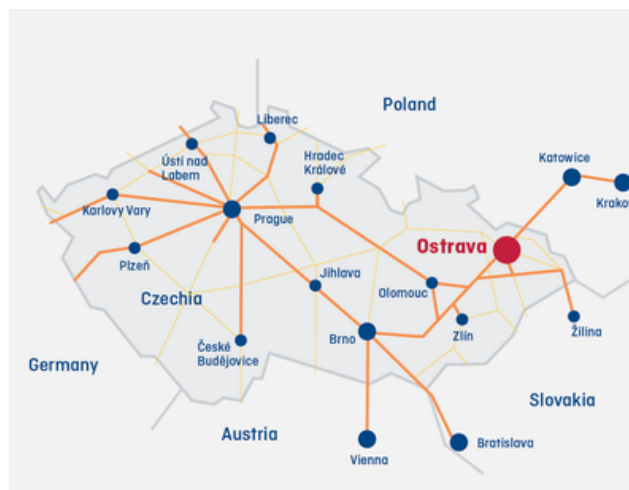 Poland
Liberec
Ústí nad
Labem
Hradec
Králové
Katowice
Krakov
Karlovy Vary
Prague
Ostrava
Plzeň
Jihlava
Olomouc
Czechia
Brno
Zlín
Žilina
České
Budějovice
Germany
Slovakia
Austria
Vienna
Bratislava